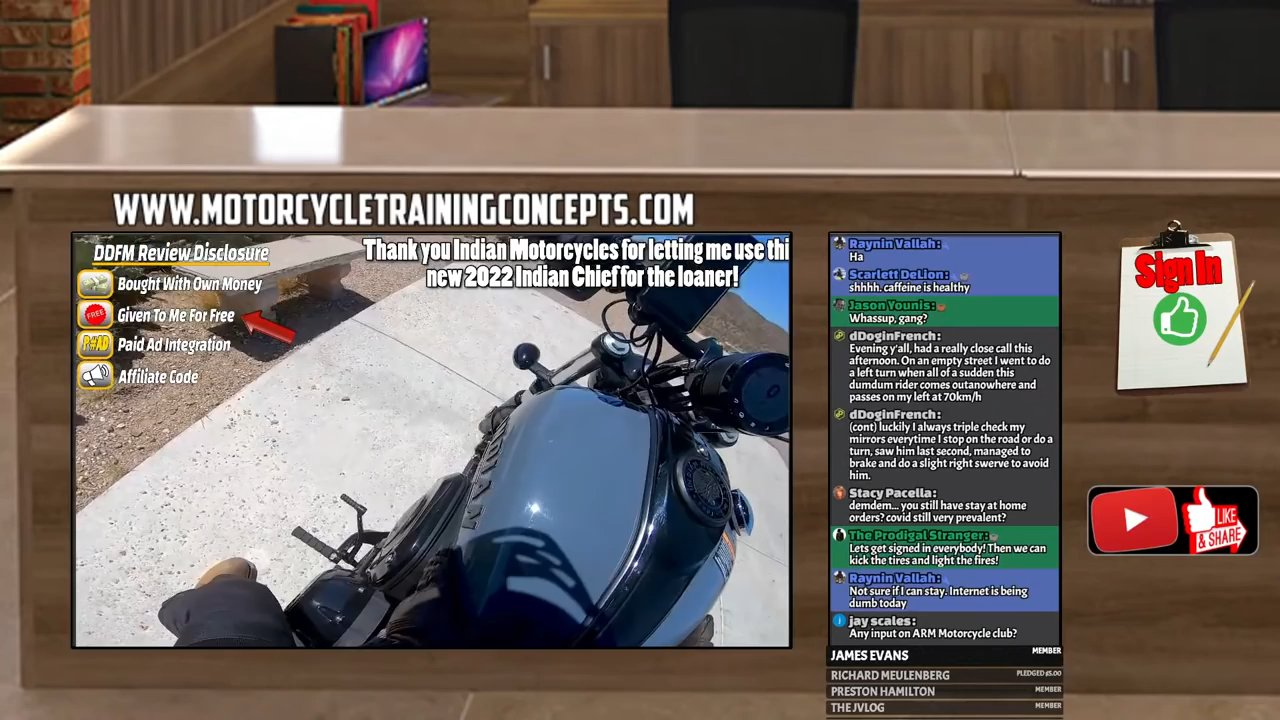 WWW.MOTORCYCLETRAININGCONCEPTS.COM
DDFM Review Disclosure
Bought With Own Money
FREE
Given To Me For Free
P#AD
Paid Ad Integration
Affiliate Code
Thank you Indian Motorcycles for letting me use thi
new 2022 Indian Chief for the loaner!
INDIAN
Raynin Vallah:
Ha
Scarlett DeLion:
shhhh. caffeine is healthy
Jason Younis:
Whassup, gang?
dDoginFrench:
Evening y'all, had a really close call this
afternoon. On an empty street I went to do
a left turn when all of a sudden this
dumdum rider comes outanowhere and
passes on my left at 70km/h
dDoginFrench:
(cont) luckily I always triple check my
mirrors everytime I stop on the road or do a
turn, saw him last second, managed to
brake and do a slight right swerve to avoid
him.
Stacy Pacella:
demdem... you still have stay at home
orders? covid still very prevalent?
The Prodigal Stranger:
Lets get signed in everybody! Then we can
kick the tires and light the fires!
Raynin Vallah:
Not sure if I can stay. Internet is being
dumb today
jay scales:
Any input on ARM Motorcycle club?
JAMES EVANS MEMBER
RICHARD MEULENBERG PLEDGED $5.00
PRESTON HAMILTON MEMBER
THE JVLOG MEMBER
Sign In
LIKE
& SHARE